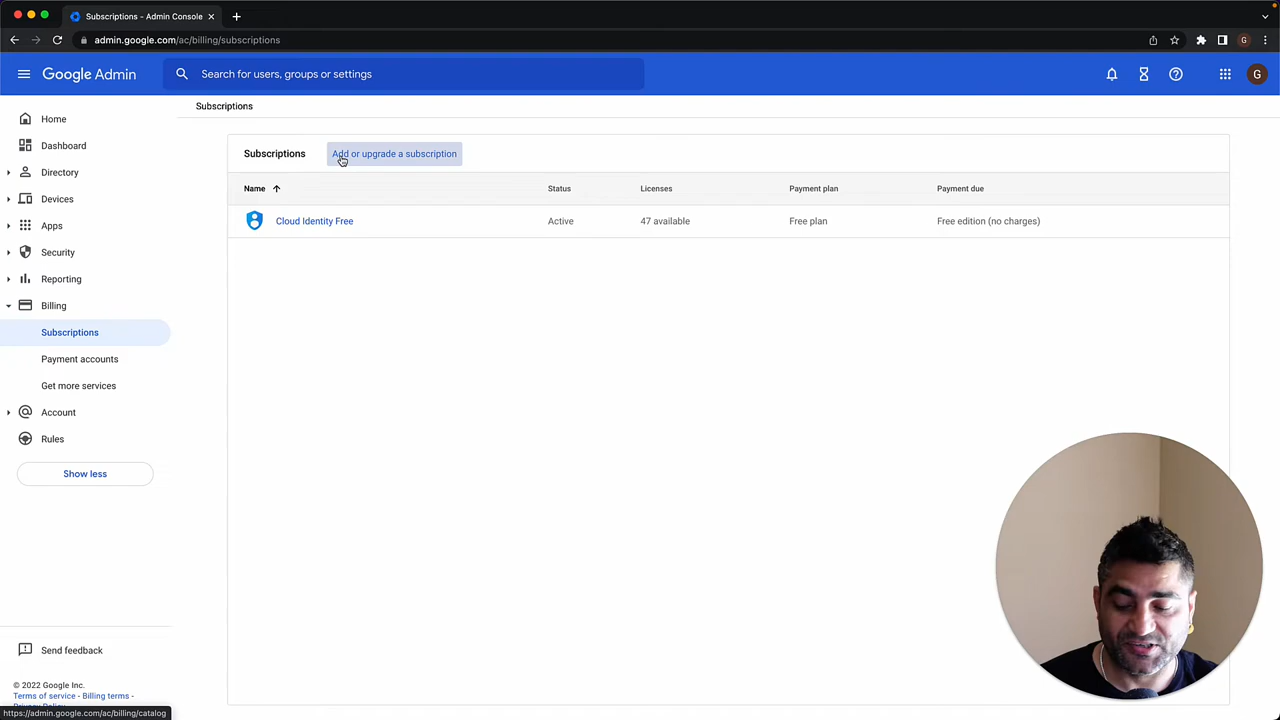 Subscriptions - Admin Console
admin.google.com/ac/billing/subscriptions
G
Google Admin
Search for users, groups or settings
G
Subscriptions
Home
Dashboard
Directory
Devices
Apps
Security
Reporting
Billing
Subscriptions
Payment accounts
Get more services
Account
Rules
Show less
Subscriptions Add or upgrade a subscription
Name Status Licenses Payment plan Payment due
Cloud Identity Free Active 47 available Free plan Free edition (no charges)
Send feedback
© 2022 Google Inc.
Terms of service - Billing terms -
https://admin.google.com/ac/billing/catalog